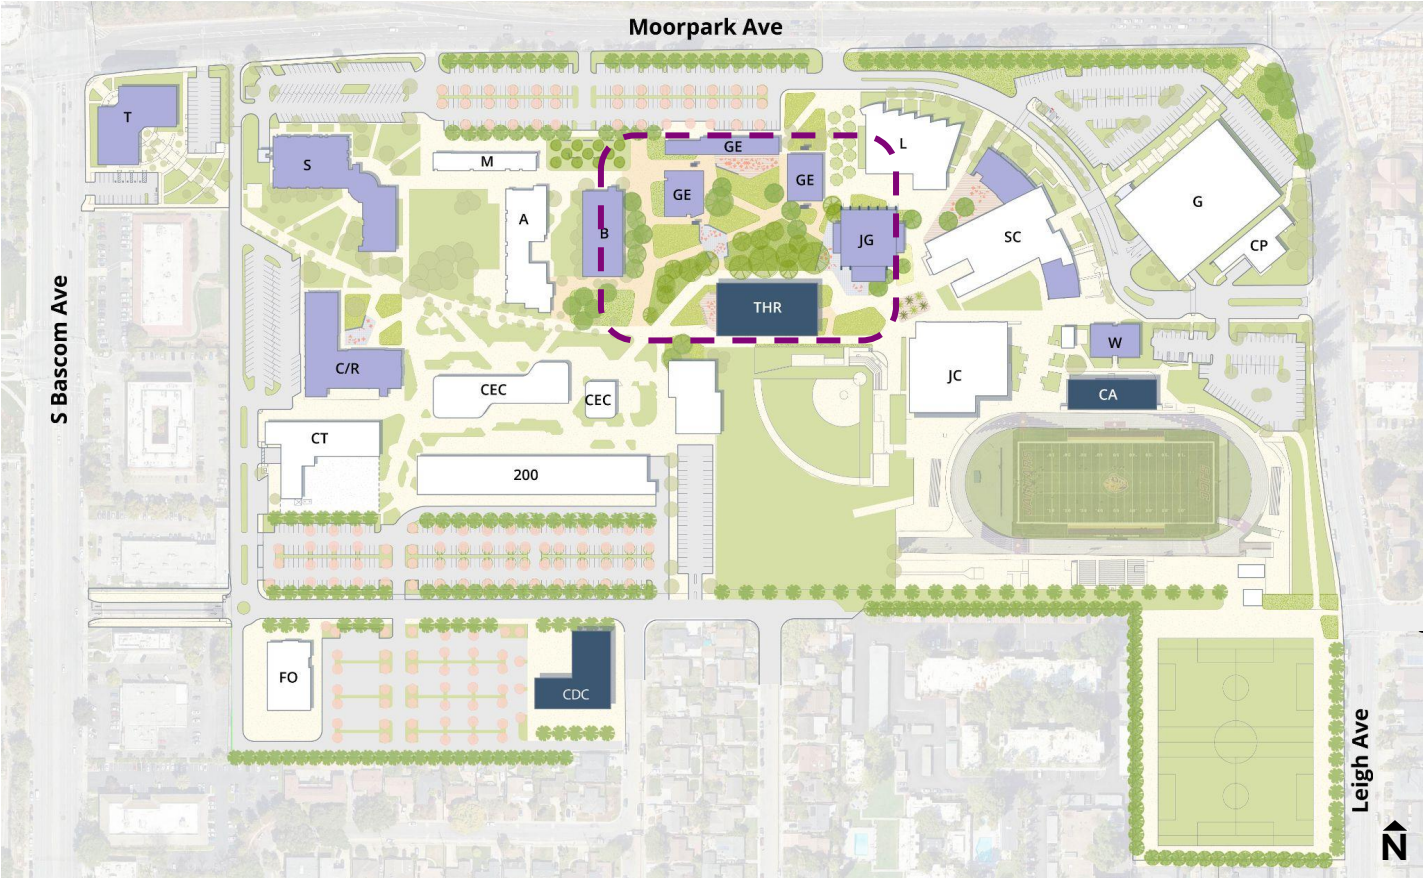 Moorpark Ave
T
S
M
GE
L
GE
GE
A
B
JG
SC
G
CP
THR
S Bascom Ave
C/R
CEC
CEC
JC
W
CA
CT
200
FO
CDC
Leigh Ave
N